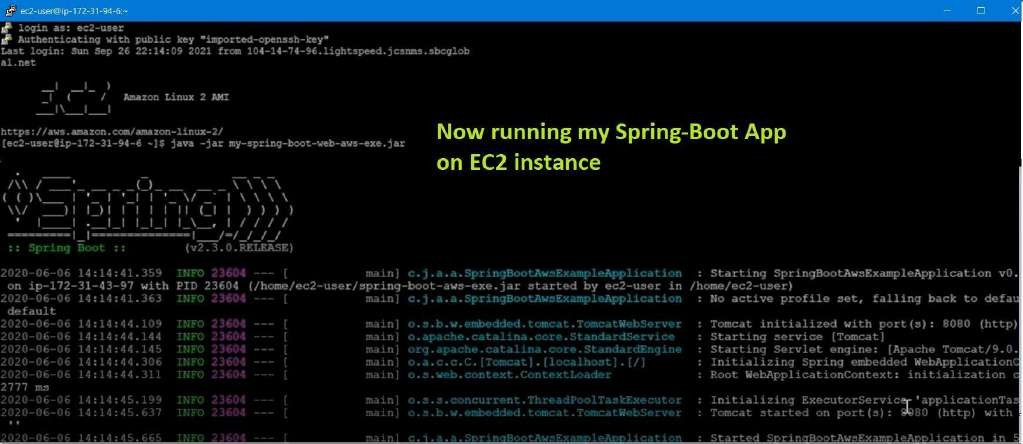 ec2-user@ip-172-31-94-6:~
login as: ec2-user
Authenticating with public key "imported-openssh-key"
Last login: Sun Sep 26 22:14:09 2021 from 104-14-74-96.lightspeed.jcsnms.sbcglob
al.net
Amazon Linux 2 AMI
https://aws.amazon.com/amazon-linux-2/
[ec2-user@ip-172-31-94-6 ~]$ java -jar my-spring-boot-web-aws-exe.jar
Now running my Spring-Boot App
on EC2 instance
Spring
:: Spring Boot :: (v2.3.0.RELEASE)
2020-06-06 14:14:41.359 INFO 23604 --- [ main] c.j.a.a.SpringBootAwsExampleApplication : Starting SpringBootAwsExampleApplication v0.
on ip-172-31-43-97 with PID 23604 (/home/ec2-user/spring-boot-aws-exe.jar started by ec2-user in /home/ec2-user)
2020-06-06 14:14:41.363 INFO 23604 --- [ main] c.j.a.a.SpringBootAwsExampleApplication : No active profile set, falling back to defau
default
2020-06-06 14:14:44.109 INFO 23604 --- [ main] o.s.b.w.embedded.tomcat.TomcatWebServer : Tomcat initialized with port(s): 8080 (http)
2020-06-06 14:14:44.144 INFO 23604 --- [ main] o.apache.catalina.core.StandardService : Starting service [Tomcat]
2020-06-06 14:14:44.145 INFO 23604 --- [ main] org.apache.catalina.core.StandardEngine : Starting Servlet engine: [Apache Tomcat/9.0.
2020-06-06 14:14:44.306 INFO 23604 --- [ main] o.a.c.c.C.[Tomcat].[localhost].[/] : Initializing Spring embedded WebApplicationC
2020-06-06 14:14:44.311 INFO 23604 --- [ main] o.s.web.context.ContextLoader : Root WebApplicationContext: initialization c
2777 ms
2020-06-06 14:14:45.199 INFO 23604 --- [ main] o.s.s.concurrent.ThreadPoolTaskExecutor : Initializing ExecutorService 'applicationTas
2020-06-06 14:14:45.637 INFO 23604 --- [ main] o.s.b.w.embedded.tomcat.TomcatWebServer : Tomcat started on port(s): 8080 (http) with
''
2020-06-06 14:14:45.665 INFO 23604 --- [ main] c.j.a.a.SpringBootAwsExampleApplication : Started SpringBootAwsExampleApplication in 5